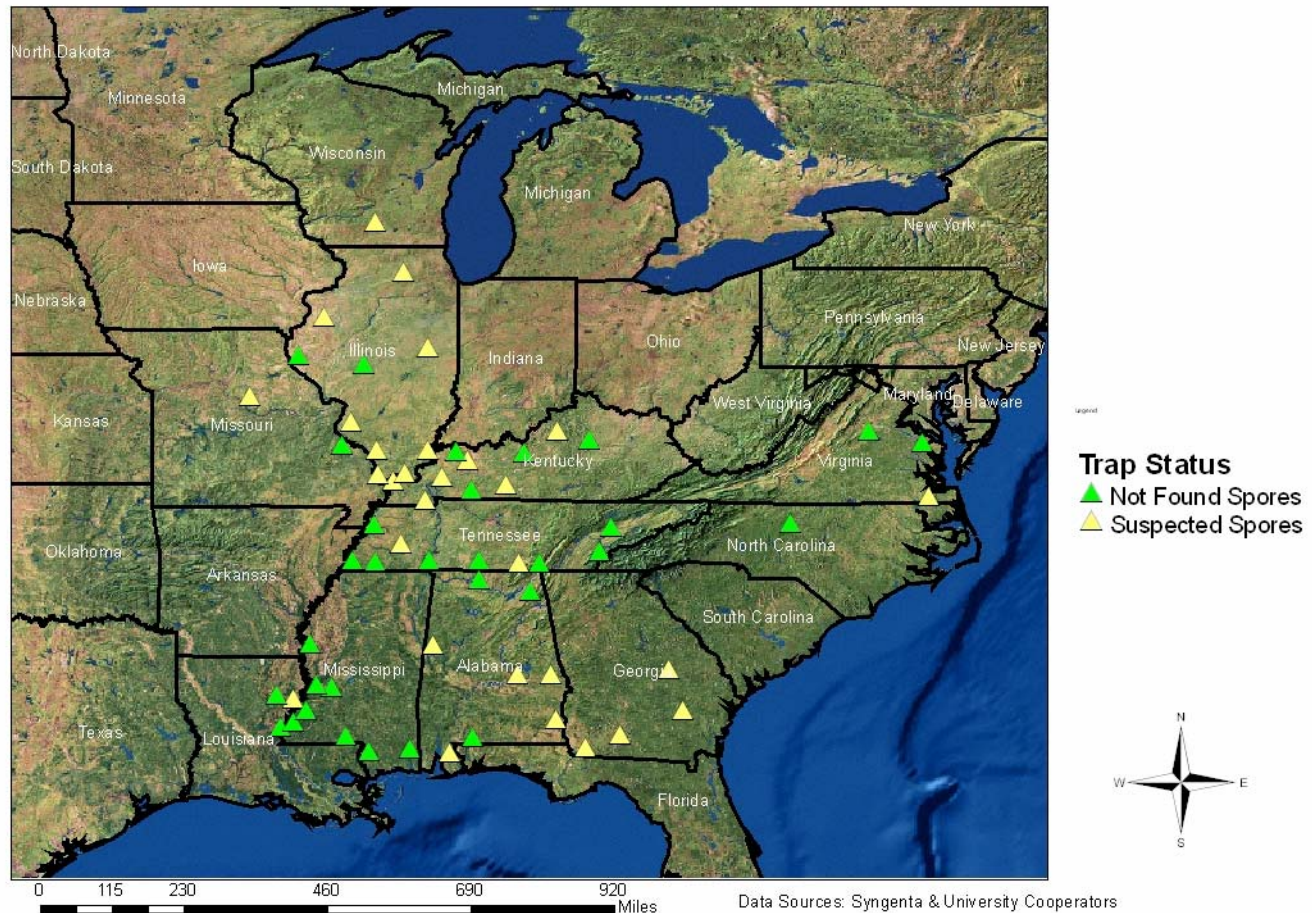 North Dakota
Minnesota
Michigan
South Dakota
Wisconsin
Michigan
New York
Iowa
Nebraska
Pennsylvania
Illinois
Indiana
Ohio
New Jersey
Kansas
Missouri
West Virginia
Maryland
Delaware
Kentucky
Virginia
Oklahoma
Arkansas
Tennessee
North Carolina
South Carolina
Mississippi
Alabama
Georgi
Texas
Louisiana
Florida
Legend
Trap Status
Not Found Spores
Suspected Spores
N
W E
S
0 115 230 460 690 920
Miles
Data Sources: Syngenta & University Cooperators